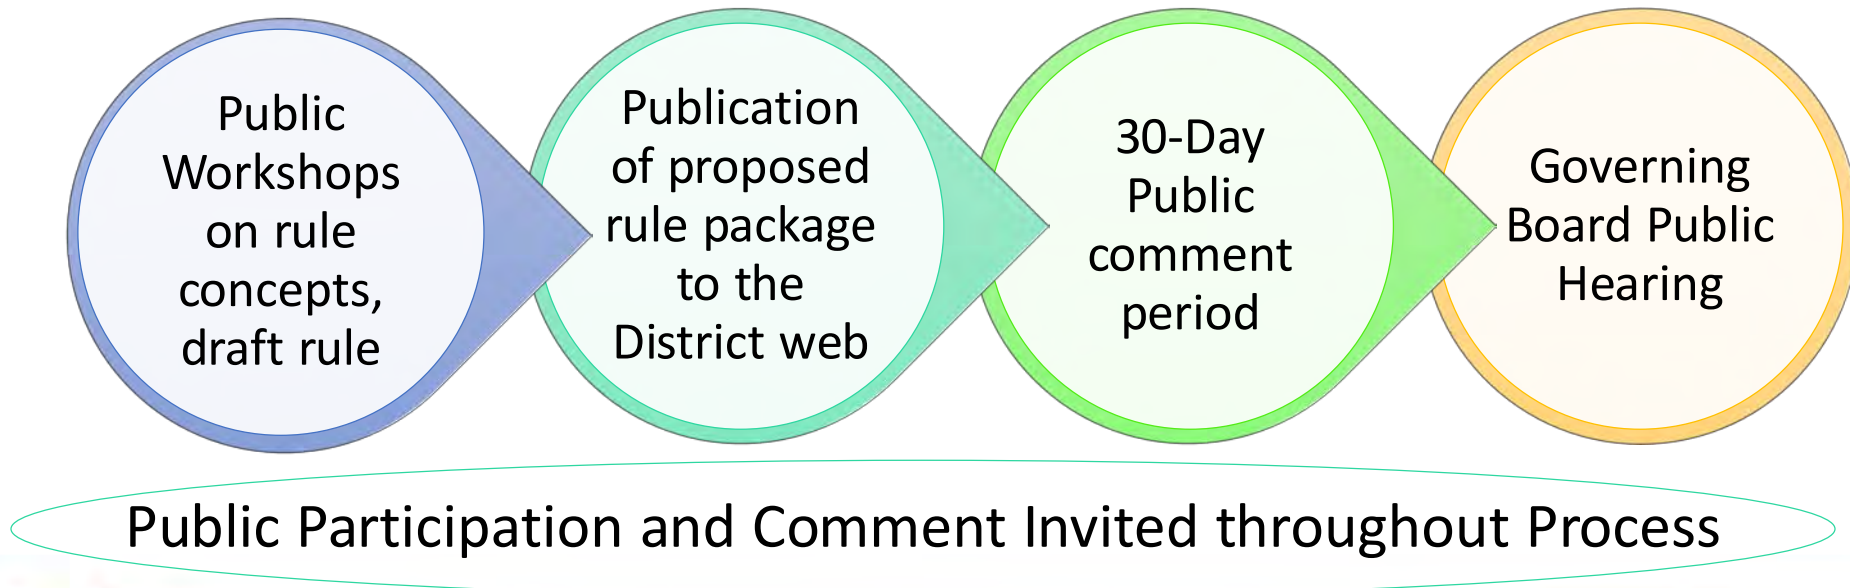 Public
Workshops
on rule
concepts,
draft rule
Publication
of proposed
rule package
to the
District web
30-Day
Public
comment
period
Governing
Board Public
Hearing
Public Participation and Comment Invited throughout Process